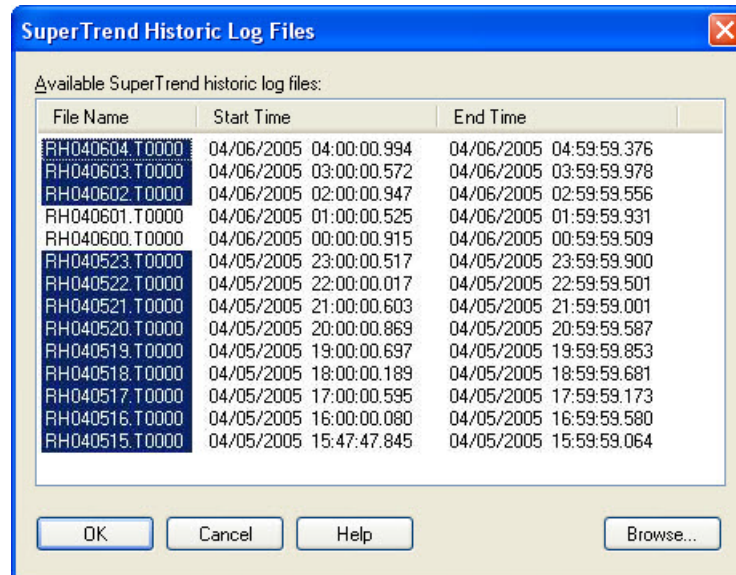 SuperTrend Historic Log Files
Available SuperTrend historic log files:
File Name Start Time End Time
RH040604.T0000 04/06/2005 04:00:00.994 04/06/2005 04:59:59.376
RH040603.T0000 04/06/2005 03:00:00.572 04/06/2005 03:59:59.978
RH040602.T0000 04/06/2005 02:00:00.947 04/06/2005 02:59:59.556
RH040601.T0000 04/06/2005 01:00:00.525 04/06/2005 01:59:59.931
RH040600.T0000 04/06/2005 00:00:00.915 04/06/2005 00:59:59.509
RH040523.T0000 04/05/2005 23:00:00.517 04/05/2005 23:59:59.900
RH040522.T0000 04/05/2005 22:00:00.017 04/05/2005 22:59:59.501
RH040521.T0000 04/05/2005 21:00:00.603 04/05/2005 21:59:59.001
RH040520.T0000 04/05/2005 20:00:00.869 04/05/2005 20:59:59.587
RH040519.T0000 04/05/2005 19:00:00.697 04/05/2005 19:59:59.853
RH040518.T0000 04/05/2005 18:00:00.189 04/05/2005 18:59:59.681
RH040517.T0000 04/05/2005 17:00:00.595 04/05/2005 17:59:59.173
RH040516.T0000 04/05/2005 16:00:00.080 04/05/2005 16:59:59.580
RH040515.T0000 04/05/2005 15:47:47.845 04/05/2005 15:59:59.064
OK Cancel Help Browse...